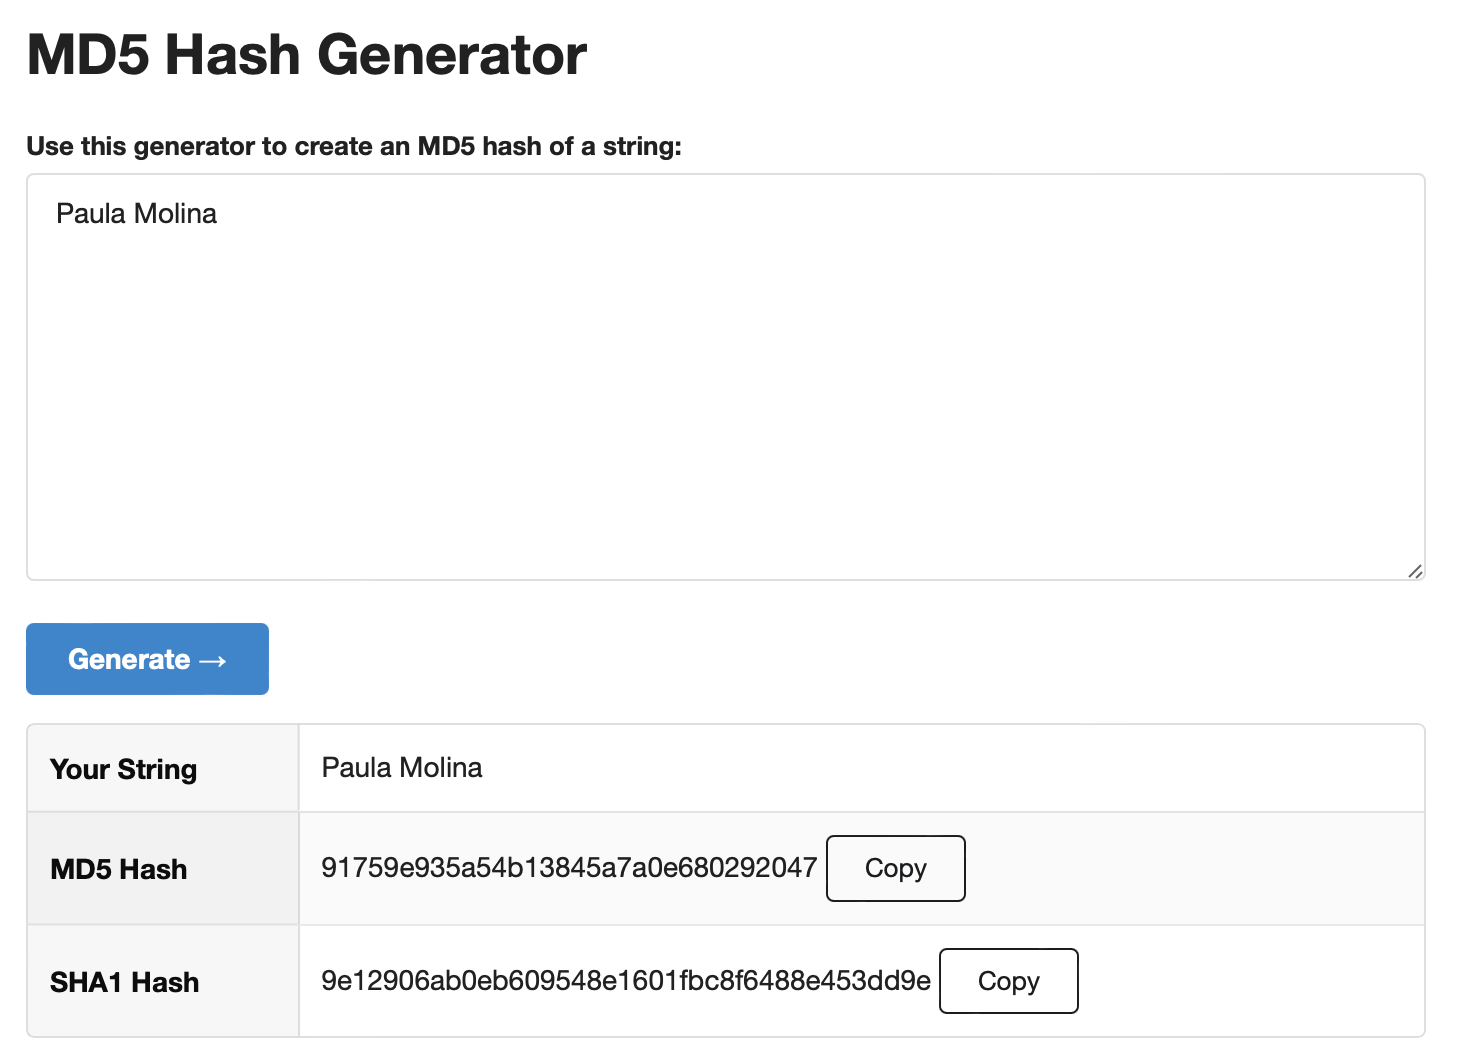 MD5 Hash Generator
Use this generator to create an MD5 hash of a string:
Paula Molina
Generate →
Your String Paula Molina
MD5 Hash 91759e935a54b13845a7a0e680292047 Copy
SHA1 Hash 9e12906ab0eb609548e1601fbc8f6488e453dd9e Copy